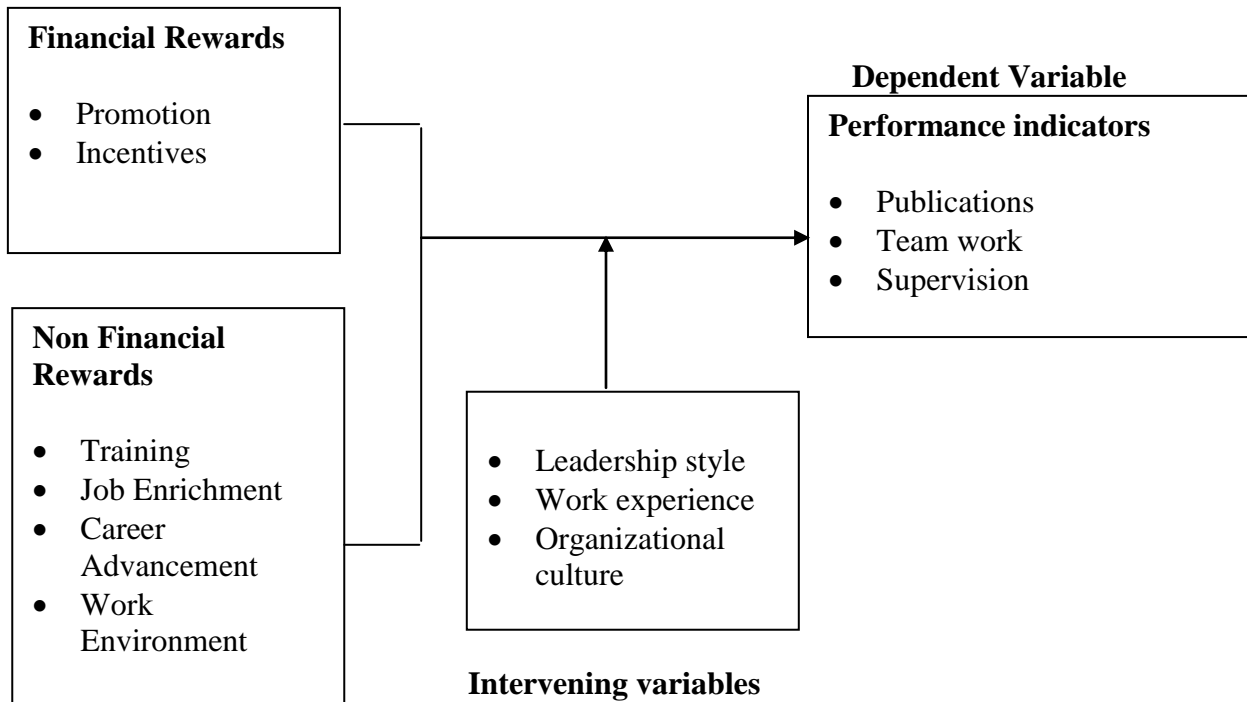 Financial Rewards
• Promotion
• Incentives
Dependent Variable
Performance indicators
• Publications
• Team work
• Supervision
Non Financial
Rewards
• Training
• Job Enrichment
• Career
Advancement
• Work
Environment
• Leadership style
• Work experience
• Organizational
culture
Intervening variables